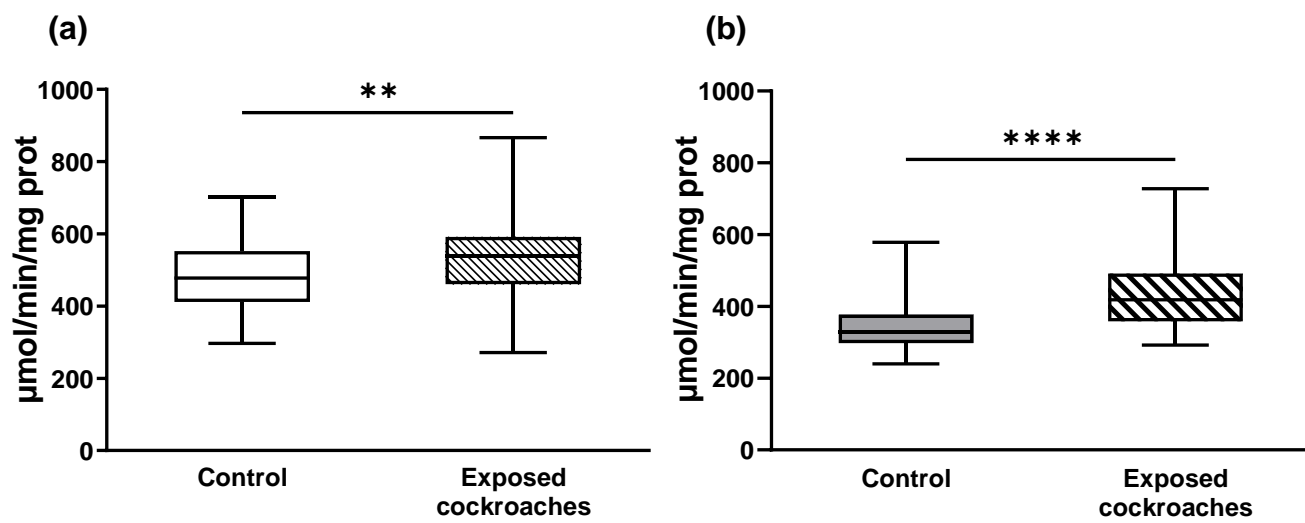 (a)
µmol/min/mg prot
1000
800
600
400
200
0
**
Control
Exposed
cockroaches
(b)
µmol/min/mg prot
1000
800
600
400
200
0
****
Control
Exposed
cockroaches